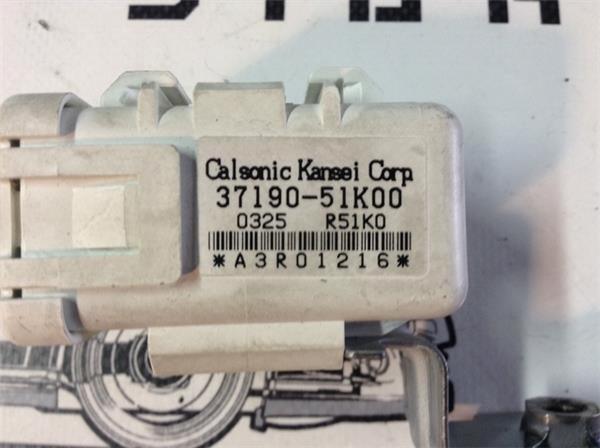 Calsonic Kansei Corp.
37190-51K00
0325 R51K0
*A3R01216*